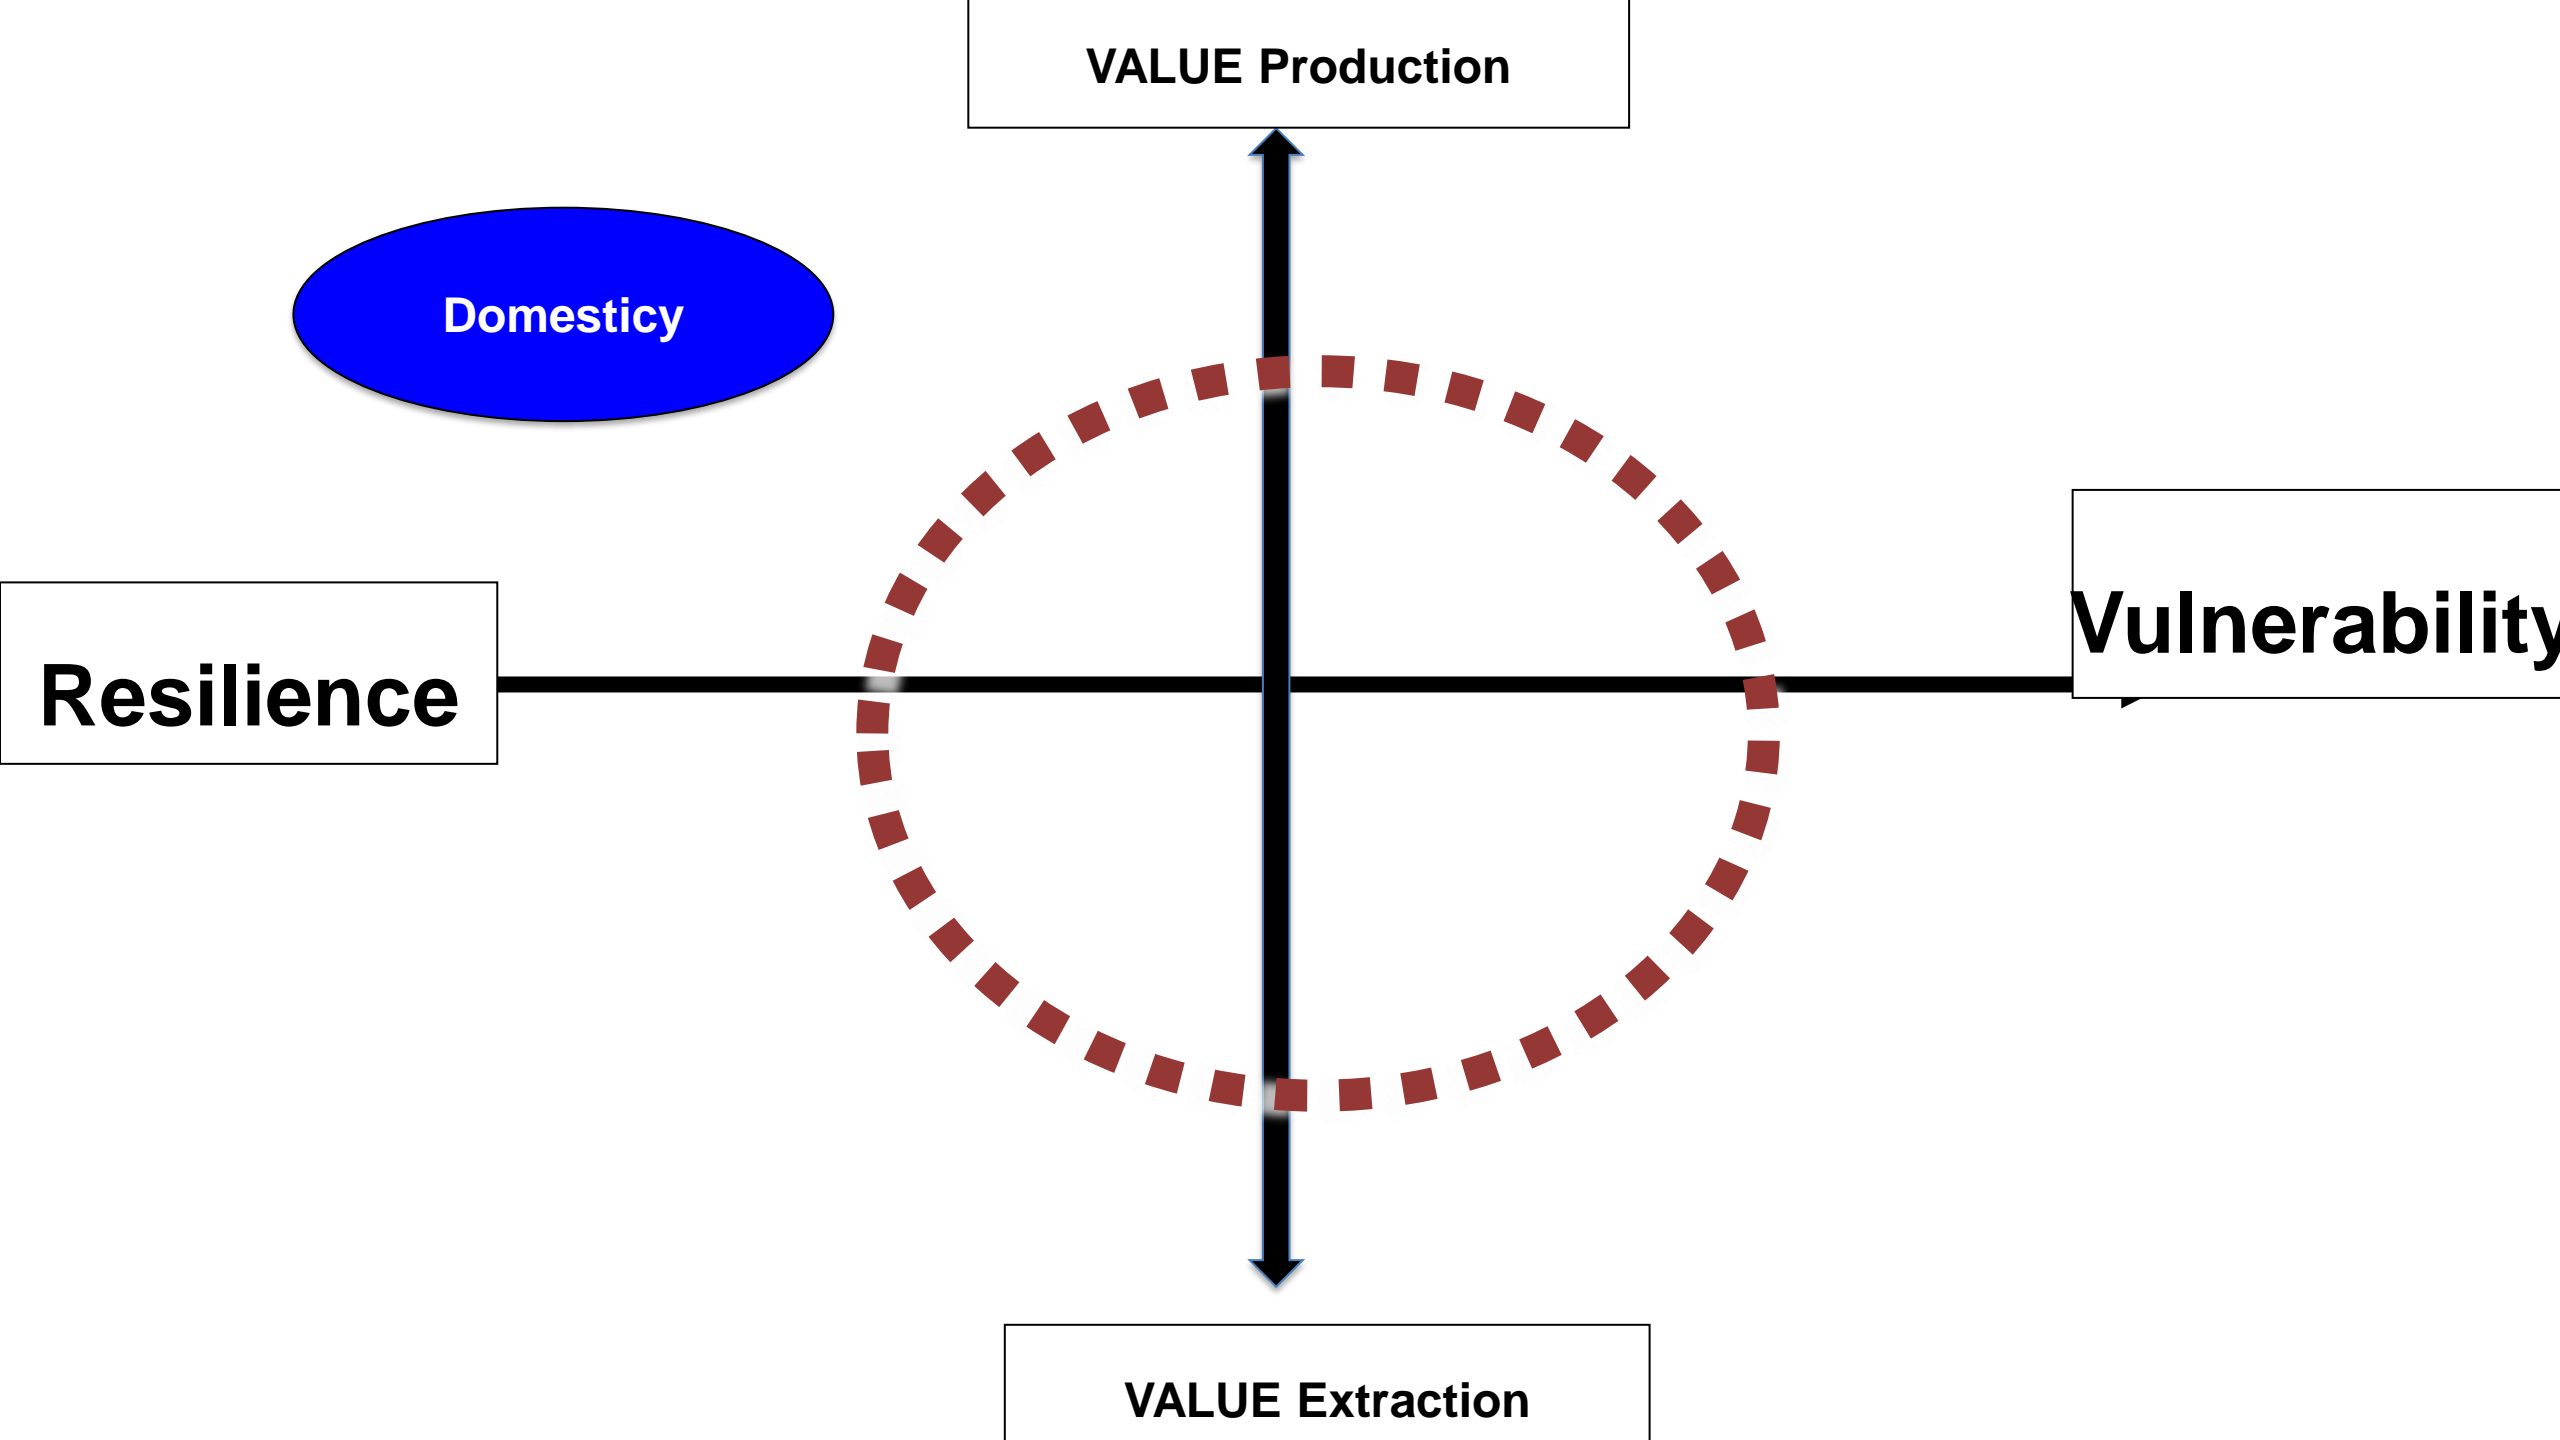 VALUE Production
Domesticy
Vulnerability
Resilience
VALUE Extraction